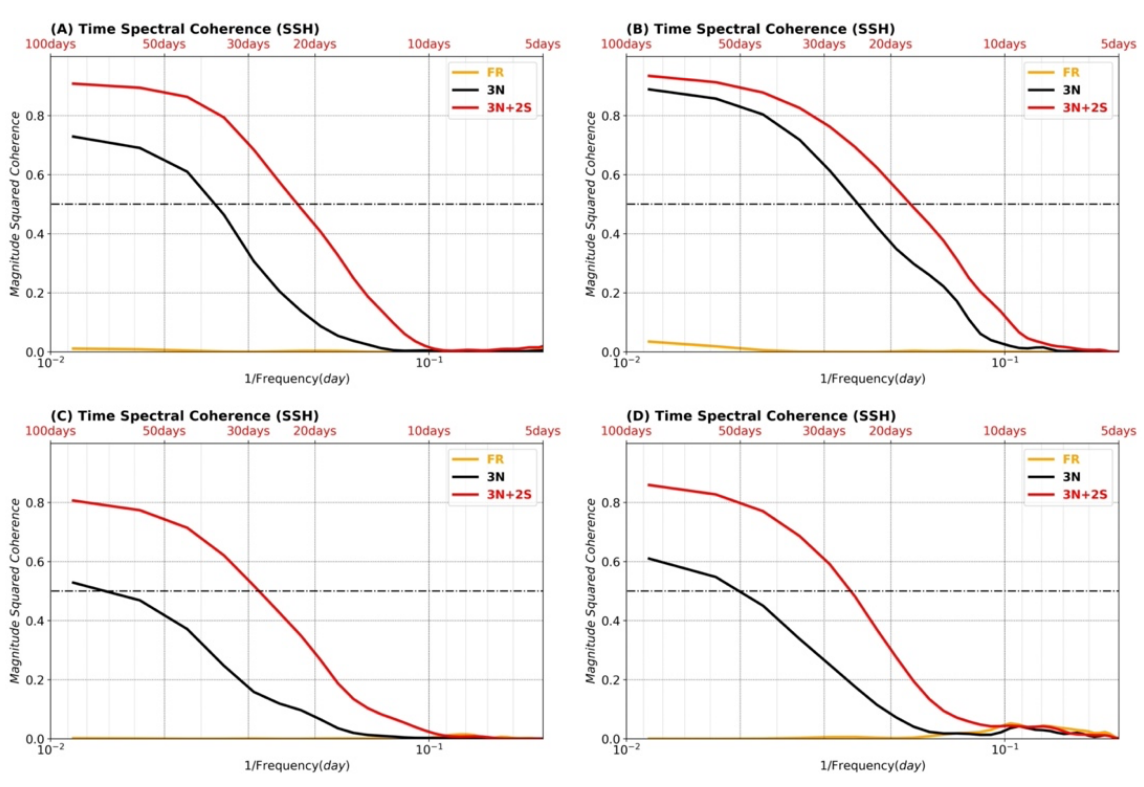 (A) Time Spectral Coherence (SSH)
100days 50days 30days 20days 10days 5days
FR
3N
3N+2S
Magnitude Squared Coherence
0.8
0.6
0.4
0.2
0.0
10⁻² 10⁻¹
1/Frequency(day)
(B) Time Spectral Coherence (SSH)
100days 50days 30days 20days 10days 5days
FR
3N
3N+2S
Magnitude Squared Coherence
0.8
0.6
0.4
0.2
0.0
10⁻² 10⁻¹
1/Frequency(day)
(C) Time Spectral Coherence (SSH)
100days 50days 30days 20days 10days 5days
FR
3N
3N+2S
Magnitude Squared Coherence
0.8
0.6
0.4
0.2
0.0
10⁻² 10⁻¹
1/Frequency(day)
(D) Time Spectral Coherence (SSH)
100days 50days 30days 20days 10days 5days
FR
3N
3N+2S
Magnitude Squared Coherence
0.8
0.6
0.4
0.2
0.0
10⁻² 10⁻¹
1/Frequency(day)